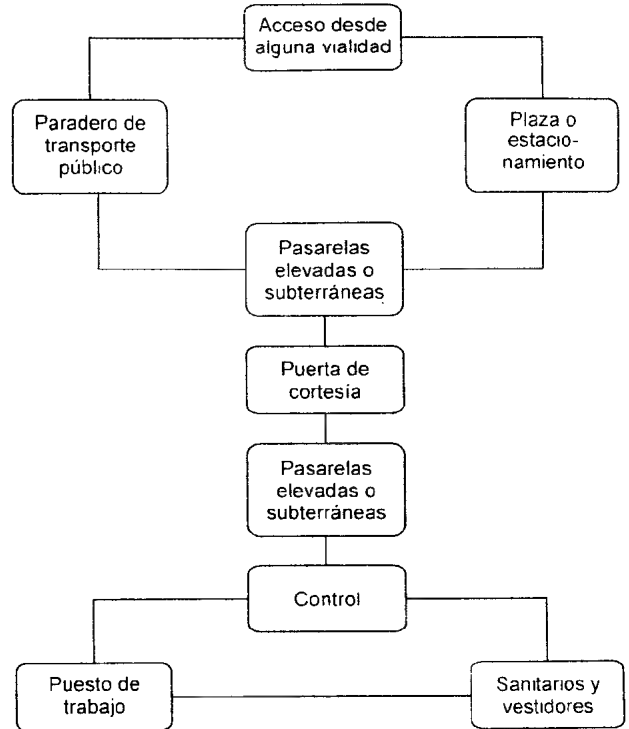 Acceso desde
alguna vialidad
Paradero de
transporte
público
Plaza o
estacio-
namiento
Pasarelas
elevadas o
subterráneas
Puerta de
cortesía
Pasarelas
elevadas o
subterráneas
Control
Puesto de
trabajo
Sanitarios y
vestidores